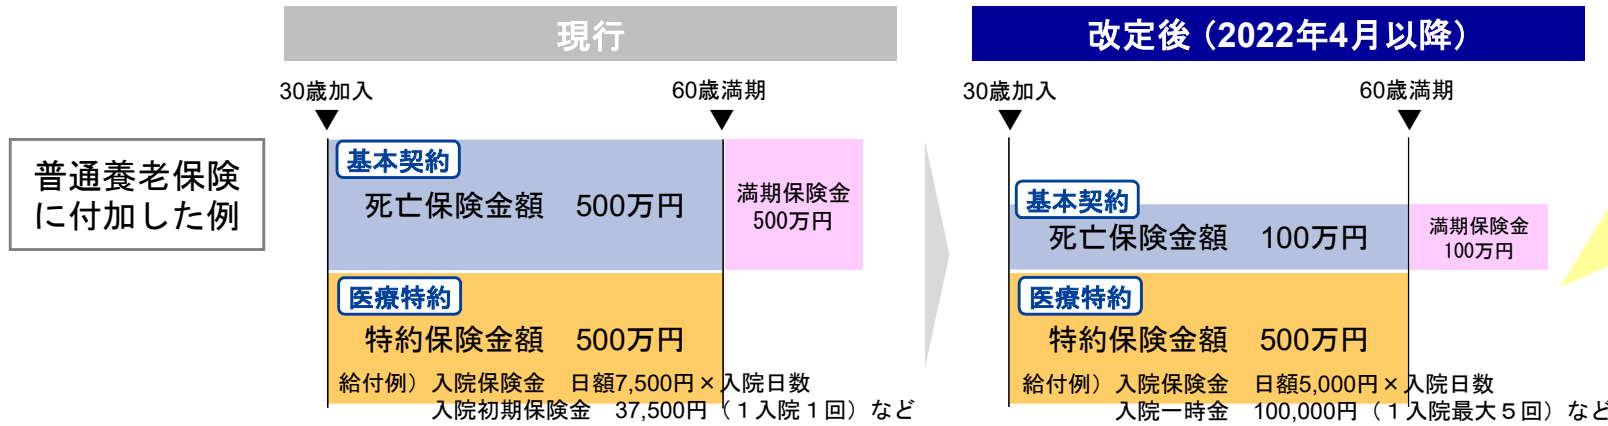 現行
改定後（2022年4月以降）
30歳加入
60歳満期
30歳加入
60歳満期
普通養老保険
に付加した例
基本契約
死亡保険金額　500万円
満期保険金
500万円
医療特約
特約保険金額　500万円
給付例）入院保険金　日額7,500円×入院日数
入院初期保険金　37,500円（１入院１回）など
基本契約
死亡保険金額　100万円
満期保険金
100万円
医療特約
特約保険金額　500万円
給付例）入院保険金　日額5,000円×入院日数
入院一時金　100,000円（１入院最大５回）など